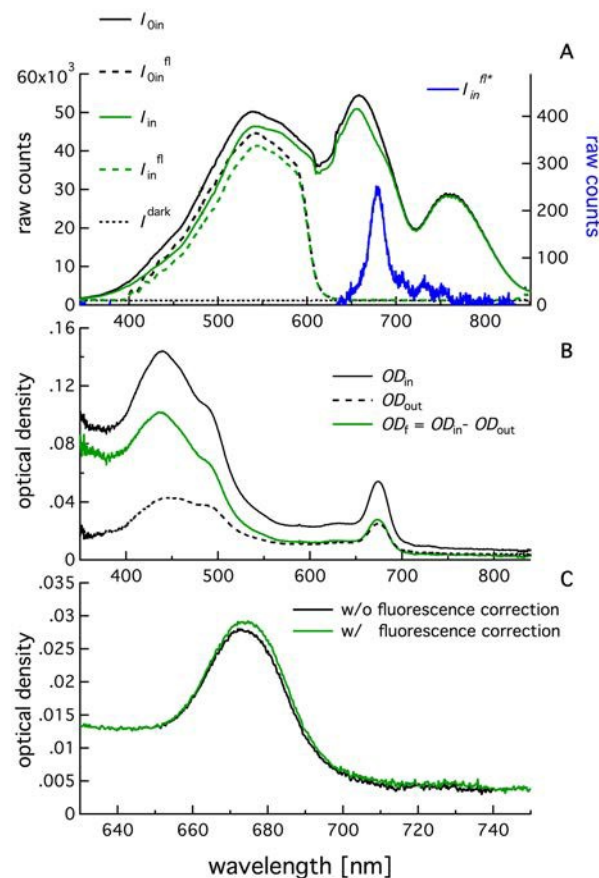 I0in
I0in^fl
Iin
Iin^fl
I^dark
Iin^fl*
A
60x10³
50
40
30
20
10
0
raw counts
400
300
200
100
0
raw counts
400 500 600 700 800
B
.16
.12
.08
.04
0
optical density
ODin
ODout
ODf = ODin- ODout
400 500 600 700 800
C
.035
.03
.025
.02
.015
.01
.005
0
optical density
w/o fluorescence correction
w/ fluorescence correction
640 660 680 700 720 740
wavelength [nm]